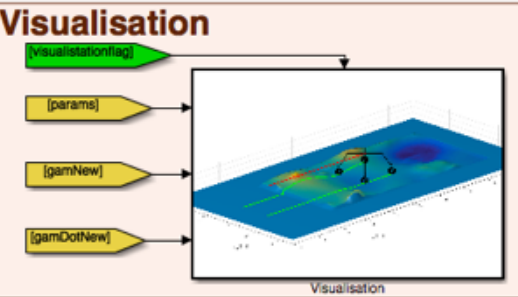 Visualisation
[visualistationflag]
[params]
[gamNew]
[gamDotNew]
Visualisation